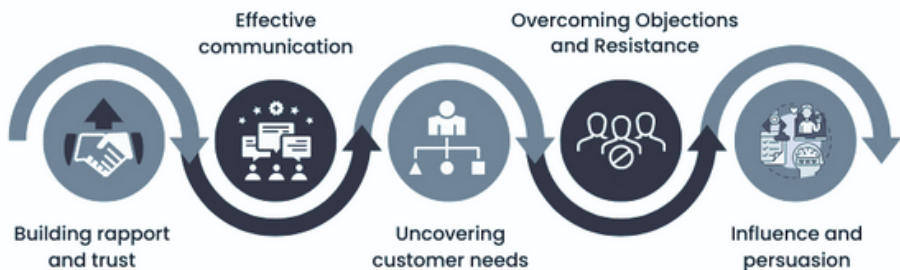 Building rapport
and trust
Effective
communication
Uncovering
customer needs
Overcoming Objections
and Resistance
Influence and
persuasion